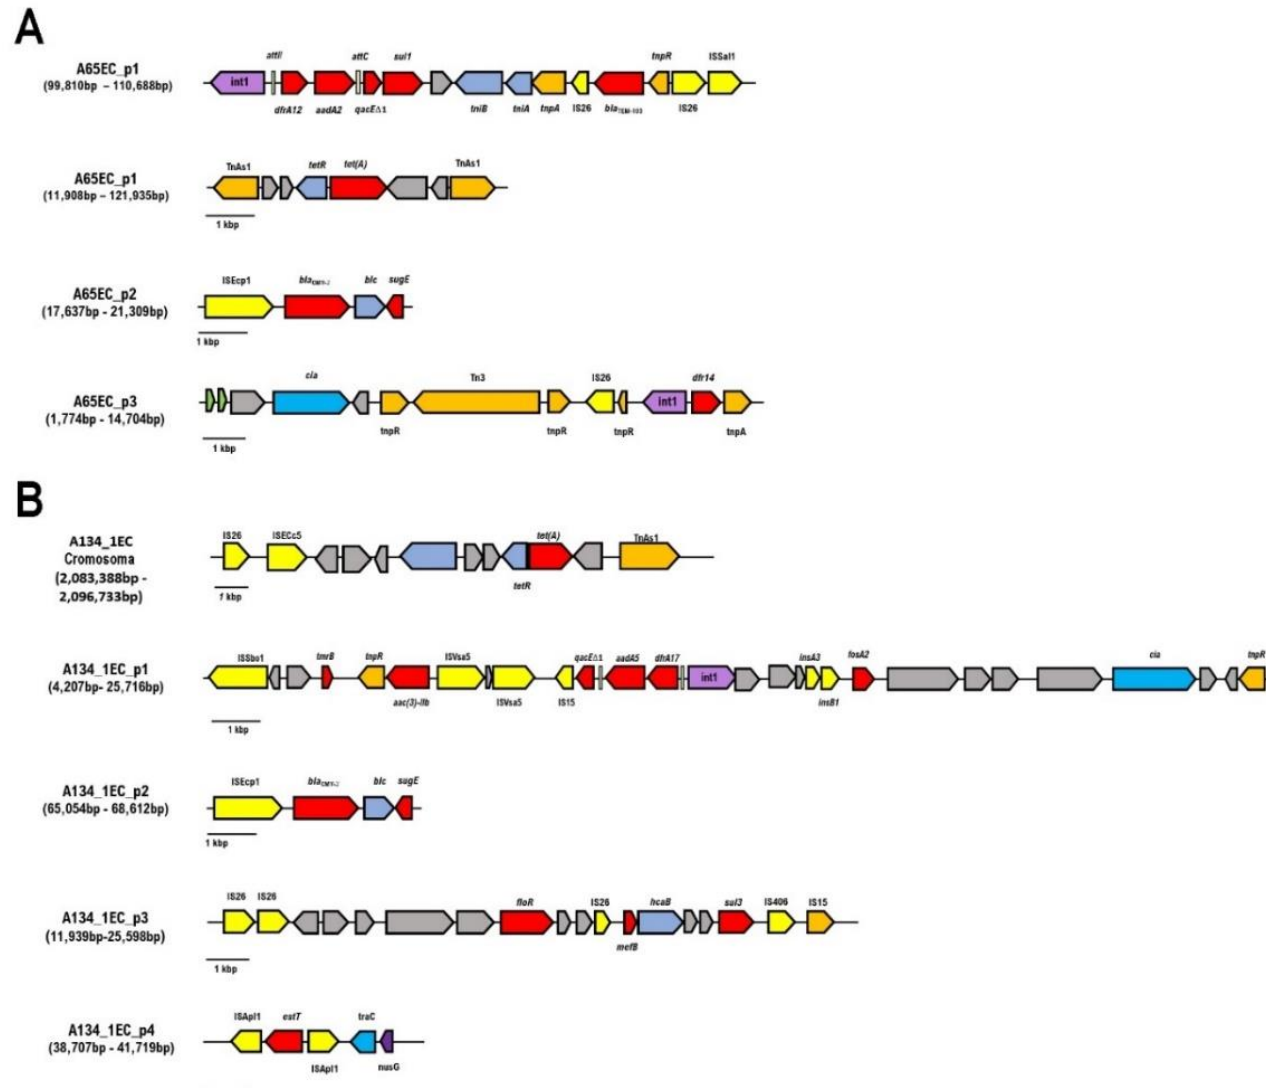 A
attI
attC
sul1
tnpR
ISSal1
A65EC_p1
(99,810bp – 110,688bp)
int1
dfrA12
aadA2
qacEΔ1
tniB
tniA
tnpA
IS26
IS26
A65EC_p1
(11,908bp – 121,935bp)
TnAs1
tetR
tet(A)
TnAs1
1 kbp
A65EC_p2
(17,637bp - 21,309bp)
ISEcp1
blc
sugE
1 kbp
A65EC_p3
(1,774bp - 14,704bp)
cia
Tn3
IS26
dfr14
int1
tnpR
tnpR
tnpR
tnpA
1 kbp
B
A134_1EC
Cromosoma
(2,083,388bp -
2,096,733bp)
IS26
ISECc5
tet(A)
TnAs1
tetR
1 kbp
A134_1EC_p1
(4,207bp- 25,716bp)
ISSbo1
tmrB
tnpR
ISVsa5
qacEΔ1
aadA5
dfrA17
insA3
fosA2
cia
tnpR
int1
aac(3)-IIb
ISVsa5
IS15
insB1
1 kbp
A134_1EC_p2
(65,054bp - 68,612bp)
ISEcp1
blc
sugE
1 kbp
A134_1EC_p3
(11,939bp-25,598bp)
IS26
IS26
floR
IS26
hcaB
sul3
IS406
IS15
mefB
1 kbp
A134_1EC_p4
(38,707bp - 41,719bp)
ISApl1
estT
traC
ISApl1
nusG